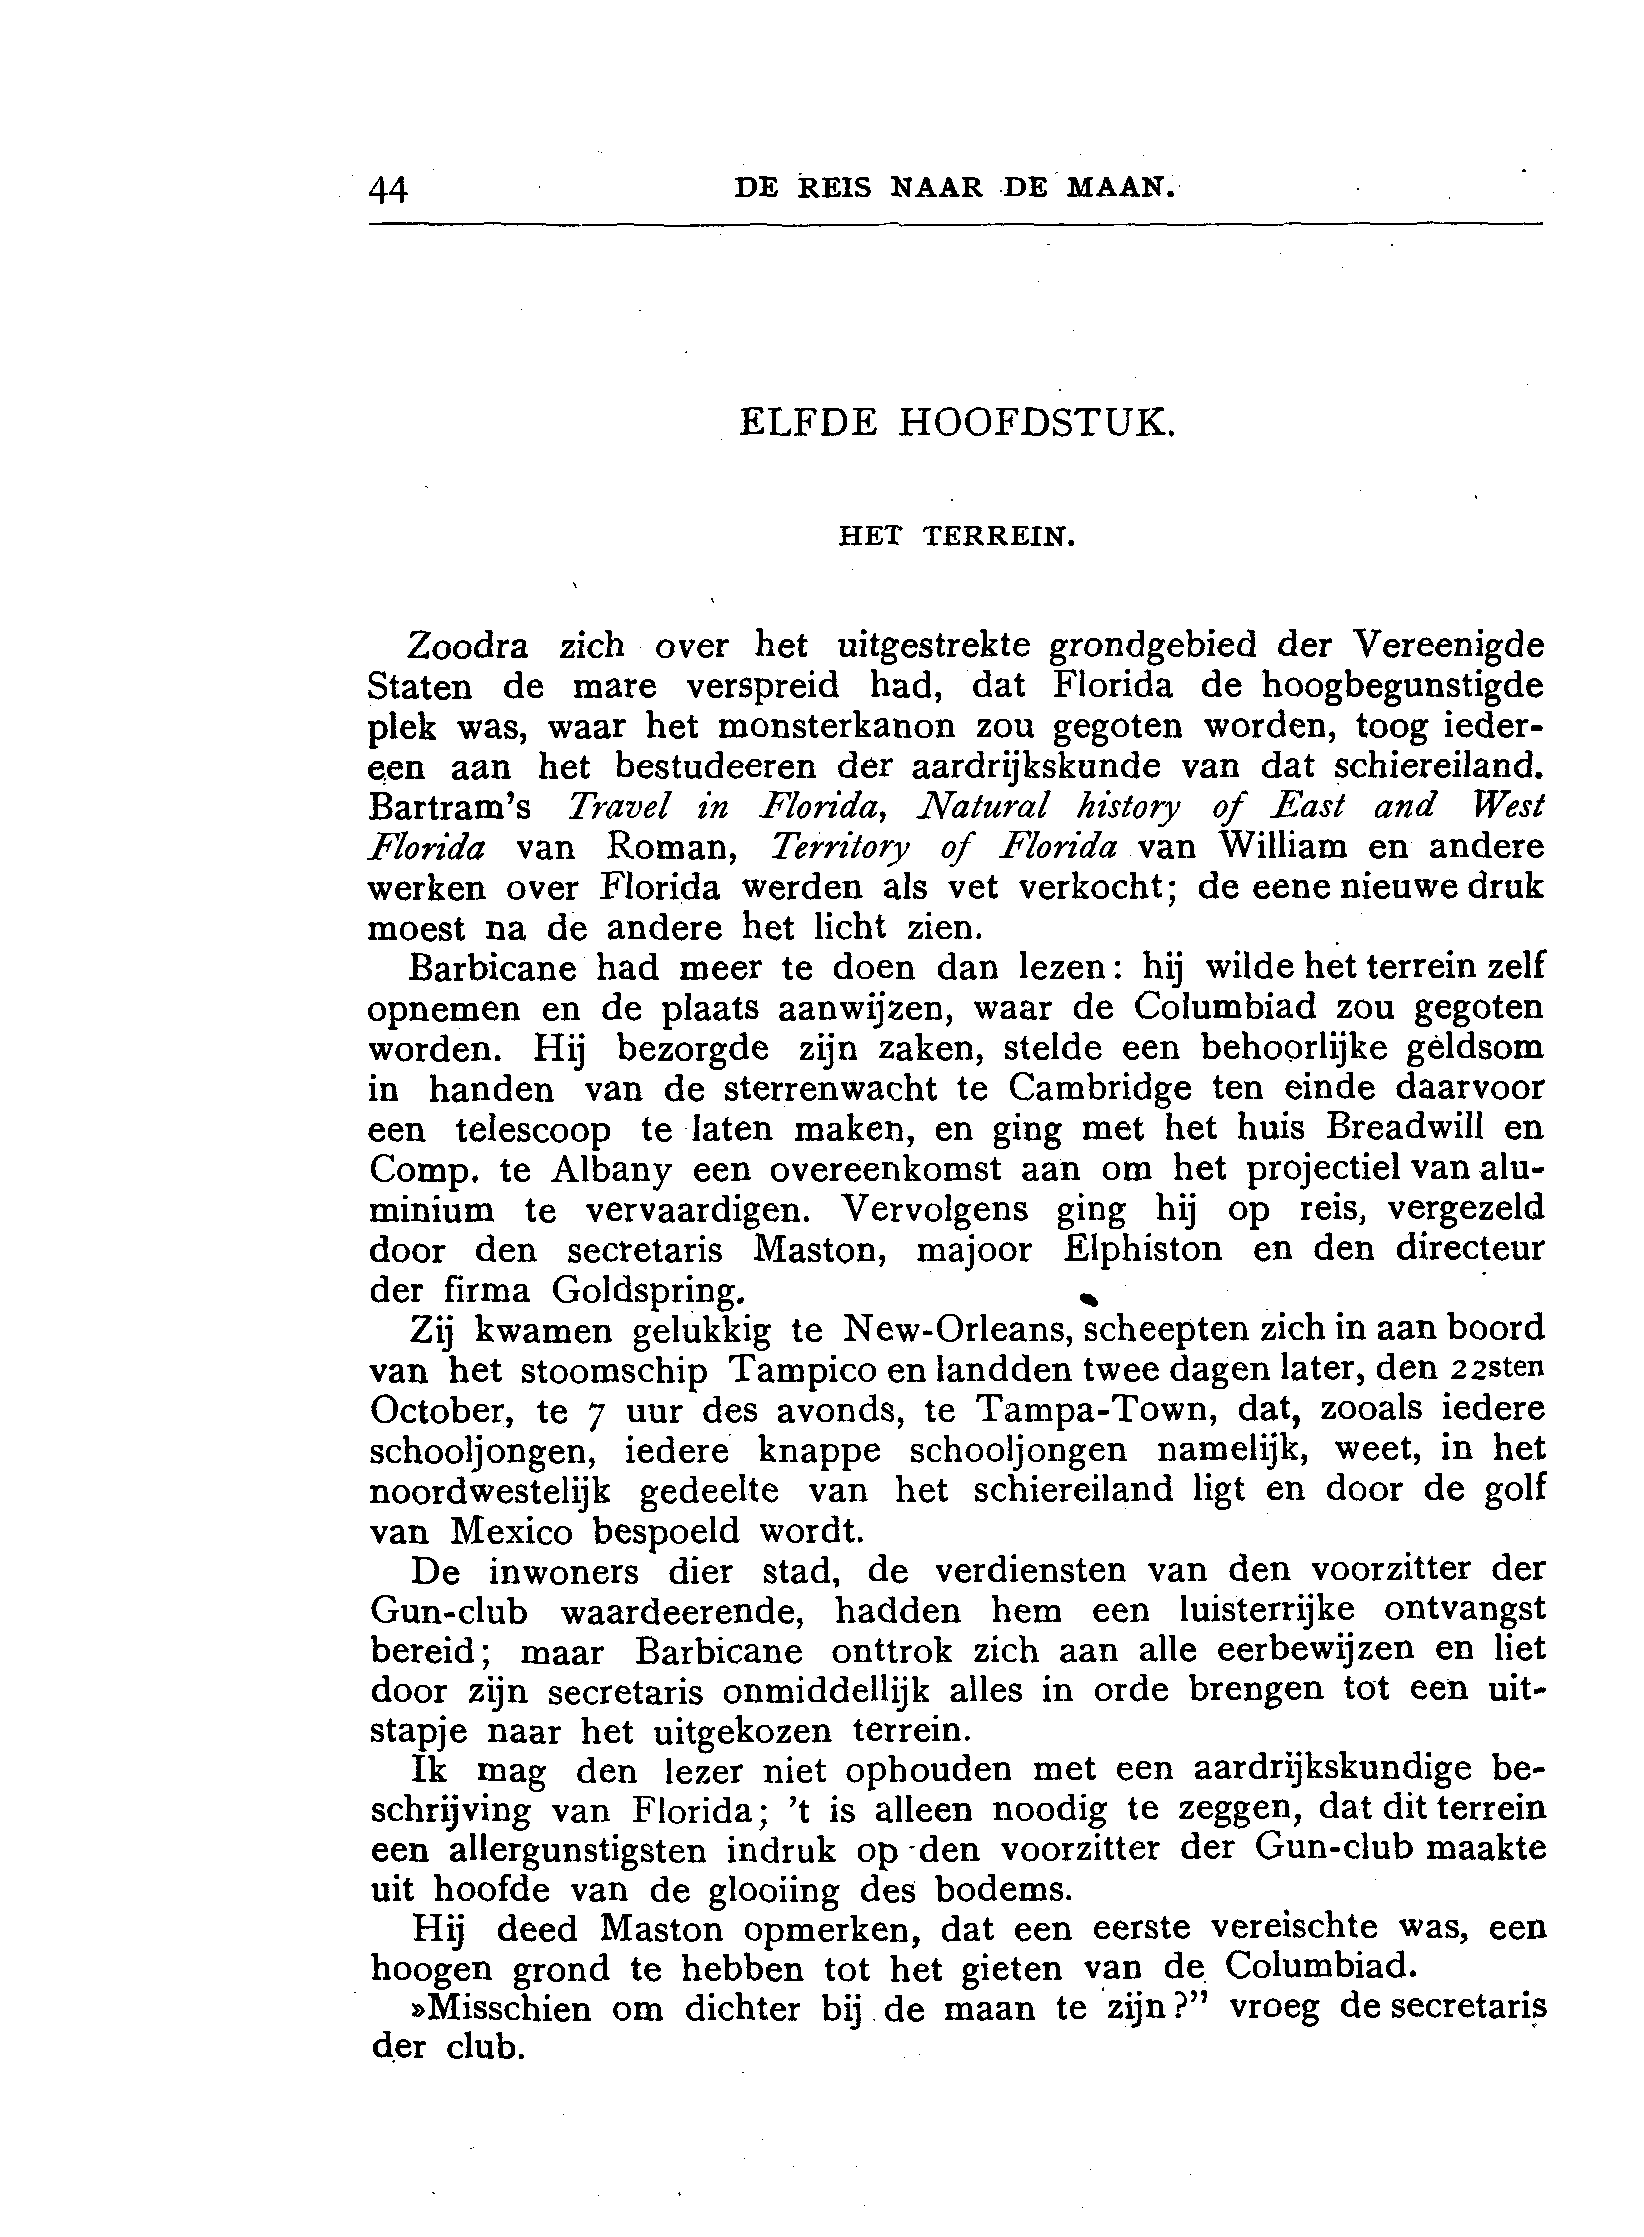 44 DE REIS NAAR DE MAAN.
ELFDE HOOFDSTUK.
HET TERREIN.
Zoodra zich over het uitgestrekte grondgebied der Vereenigde
Staten de mare verspreid had, dat Florida de hoogbegunstigde
plek was, waar het monsterkanon zou gegoten worden, toog ieder-
een aan het bestudeeren der aardrijkskunde van dat schiereiland.
Bartram's Travel in Florida, Natural history of East and West
Florida van Roman, Territory of Florida van William en andere
werken over Florida werden als vet verkocht; de eene nieuwe druk
moest na de andere het licht zien.
Barbicane had meer te doen dan lezen: hij wilde het terrein zelf
opnemen en de plaats aanwijzen, waar de Columbiad zou gegoten
worden. Hij bezorgde zijn zaken, stelde een behoorlijke geldsom
in handen van de sterrenwacht te Cambridge ten einde daarvoor
een telescoop te laten maken, en ging met het huis Breadwill en
Comp. te Albany een overeenkomst aan om het projectiel van alu-
minium te vervaardigen. Vervolgens ging hij op reis, vergezeld
door den secretaris Maston, majoor Elphiston en den directeur
der firma Goldspring.
Zij kwamen gelukkig te New-Orleans, scheepten zich in aan boord
van het stoomschip Tampico en landden twee dagen later, den 22sten
October, te 7 uur des avonds, te Tampa-Town, dat, zooals iedere
schooljongen, iedere knappe schooljongen namelijk, weet, in het
noordwestelijk gedeelte van het schiereiland ligt en door de golf
van Mexico bespoeld wordt.
De inwoners dier stad, de verdiensten van den voorzitter der
Gun-club waardeerende, hadden hem een luisterrijke ontvangst
bereid; maar Barbicane onttrok zich aan alle eerbewijzen en liet
door zijn secretaris onmiddellijk alles in orde brengen tot een uit-
stapje naar het uitgekozen terrein.
Ik mag den lezer niet ophouden met een aardrijkskundige be-
schrijving van Florida; 't is alleen noodig te zeggen, dat dit terrein
een allergunstigsten indruk op den voorzitter der Gun-club maakte
uit hoofde van de glooiing des bodems.
Hij deed Maston opmerken, dat een eerste vereischte was, een
hoogen grond te hebben tot het gieten van de Columbiad.
»Misschien om dichter bij de maan te zijn?" vroeg de secretaris
der club.